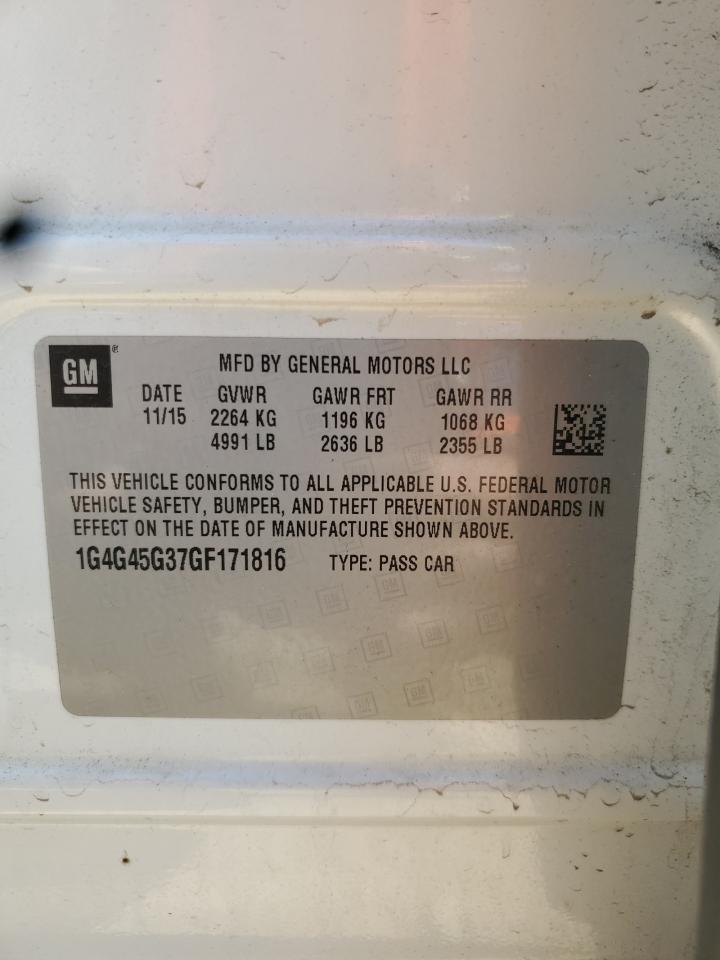 GM®
MFD BY GENERAL MOTORS LLC
DATE GVWR GAWR FRT GAWR RR
11/15 2264 KG 1196 KG 1068 KG
4991 LB 2636 LB 2355 LB
THIS VEHICLE CONFORMS TO ALL APPLICABLE U.S. FEDERAL MOTOR
VEHICLE SAFETY, BUMPER, AND THEFT PREVENTION STANDARDS IN
EFFECT ON THE DATE OF MANUFACTURE SHOWN ABOVE.
1G4G45G37GF171816 TYPE: PASS CAR